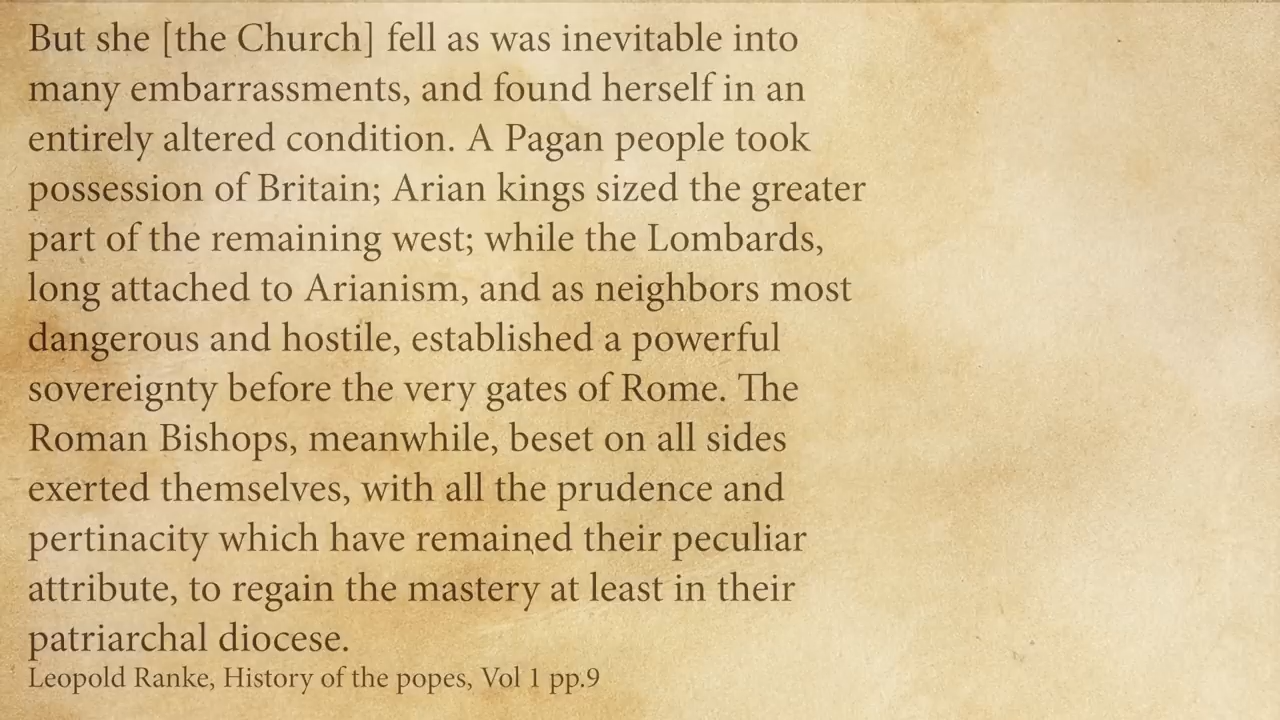 But she [the Church] fell as was inevitable into
many embarrassments, and found herself in an
entirely altered condition. A Pagan people took
possession of Britain; Arian kings sized the greater
part of the remaining west; while the Lombards,
long attached to Arianism, and as neighbors most
dangerous and hostile, established a powerful
sovereignty before the very gates of Rome. The
Roman Bishops, meanwhile, beset on all sides
exerted themselves, with all the prudence and
pertinacity which have remained their peculiar
attribute, to regain the mastery at least in their
patriarchal diocese.
Leopold Ranke, History of the popes, Vol 1 pp.9